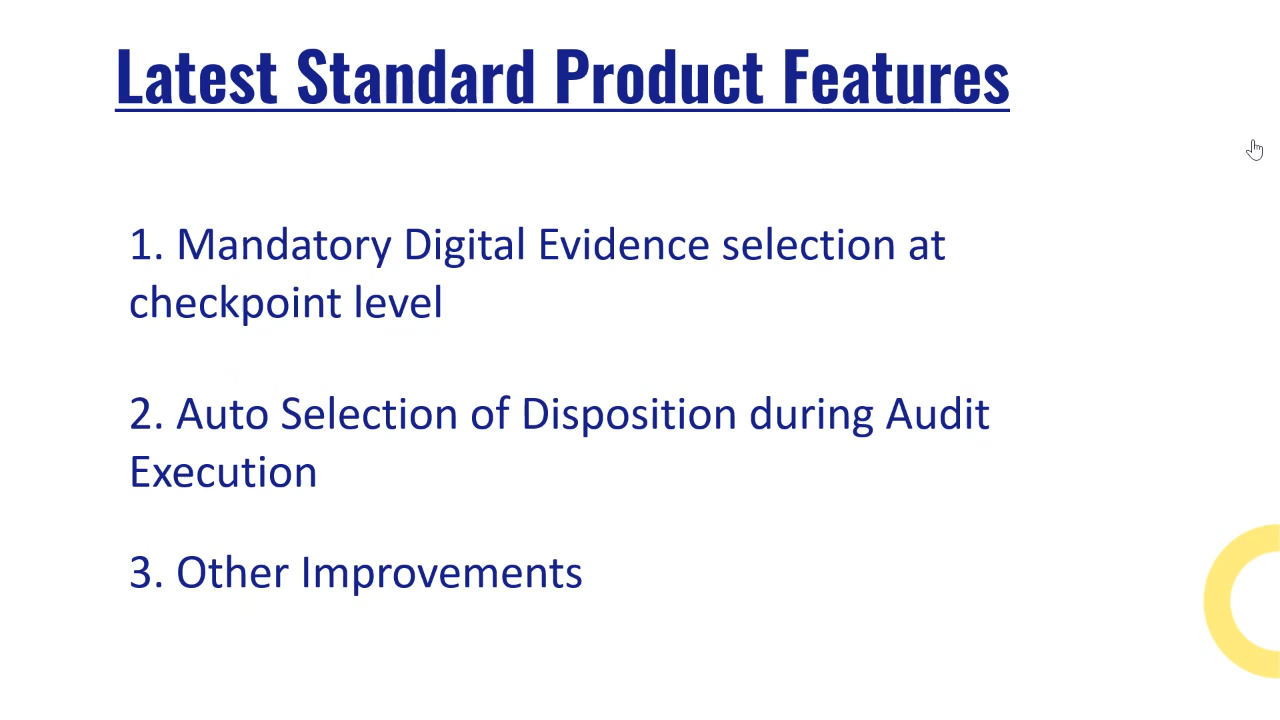 Latest Standard Product Features
1. Mandatory Digital Evidence selection at
checkpoint level
2. Auto Selection of Disposition during Audit
Execution
3. Other Improvements